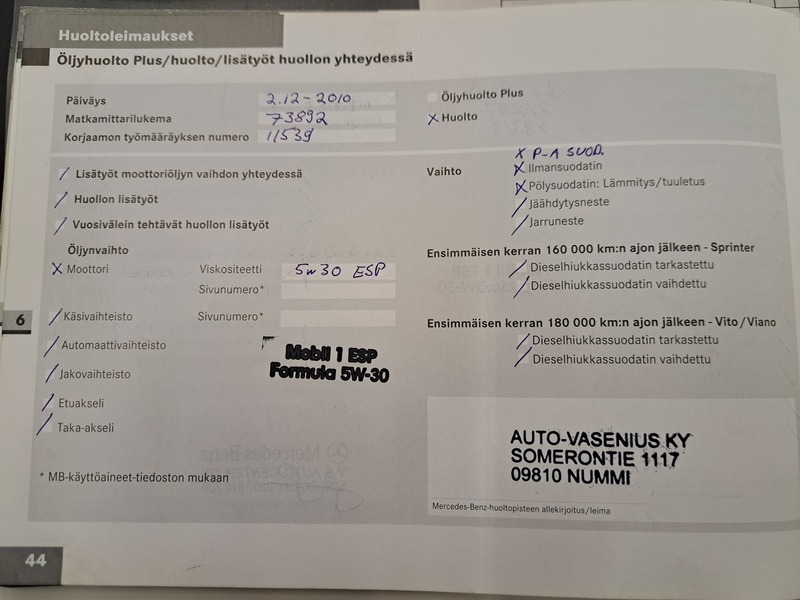 Huoltoleimaukset
Öljyhuolto Plus/huolto/lisätyöt huollon yhteydessä
Päiväys 2.12-2010
Matkamittarilukema 73892
Korjaamon työmääräyksen numero 11539
/ Lisätyöt moottoriöljyn vaihdon yhteydessä
/ Huollon lisätyöt
/ Vuosivälein tehtävät huollon lisätyöt
Öljynvaihto
X Moottori Viskositeetti 5w30 ESP
Sivunumero*
/ Käsivaihteisto Sivunumero*
/ Automaattivaihteisto
Mobil 1 ESP
Formula 5W-30
/ Jakovaihteisto
/ Etuakseli
/ Taka-akseli
* MB-käyttöaineet-tiedoston mukaan
6
44
Öljyhuolto Plus
X Huolto
X P-A SUOD.
Vaihto X Ilmansuodatin
X Pölysuodatin: Lämmitys/tuuletus
/ Jäähdytysneste
/ Jarruneste
Ensimmäisen kerran 160 000 km:n ajon jälkeen - Sprinter
/ Dieselhiukkassuodatin tarkastettu
/ Dieselhiukkassuodatin vaihdettu
Ensimmäisen kerran 180 000 km:n ajon jälkeen - Vito/Viano
/ Dieselhiukkassuodatin tarkastettu
/ Dieselhiukkassuodatin vaihdettu
AUTO-VASENIUS KY
SOMERONTIE 1117
09810 NUMMI
Mercedes-Benz-huoltopisteen allekirjoitus/leima